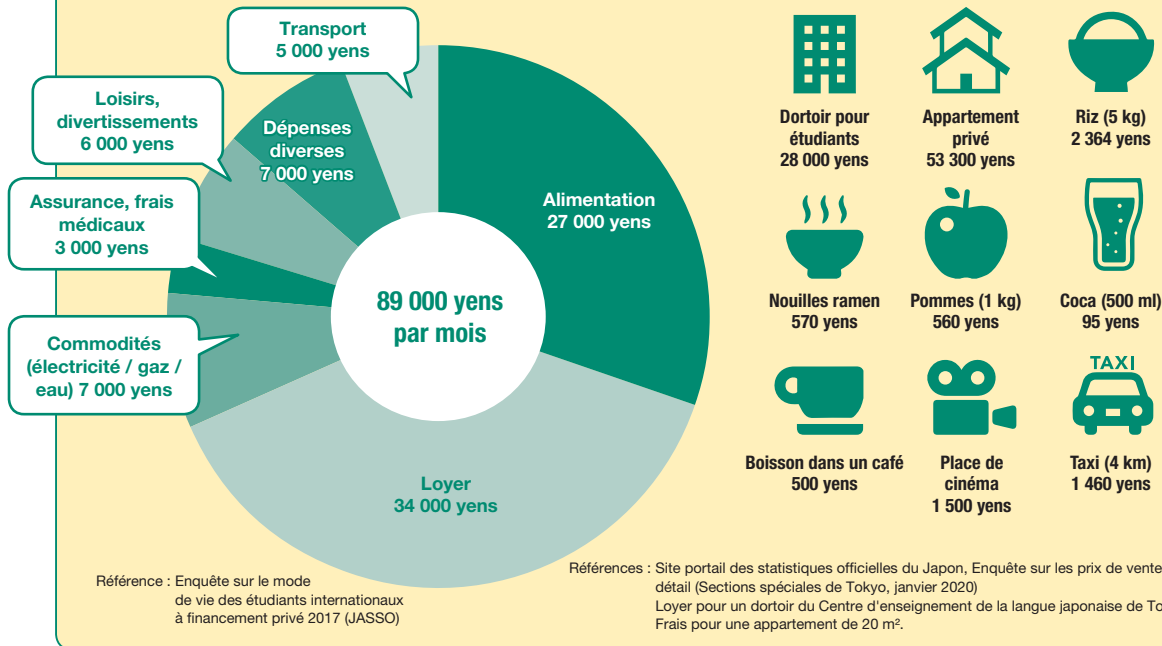 Transport
5 000 yens
Loisirs,
divertissements
6 000 yens
Dépenses
diverses
7 000 yens
Assurance, frais
médicaux
3 000 yens
Alimentation
27 000 yens
89 000 yens
par mois
Commodités
(électricité / gaz /
eau) 7 000 yens
Loyer
34 000 yens
Référence : Enquête sur le mode
de vie des étudiants internationaux
à financement privé 2017 (JASSO)
Dortoir pour
étudiants
28 000 yens
Appartement
privé
53 300 yens
Riz (5 kg)
2 364 yens
Nouilles ramen
570 yens
Pommes (1 kg)
560 yens
Coca (500 ml)
95 yens
Boisson dans un café
500 yens
Place de
cinéma
1 500 yens
TAXI
Taxi (4 km)
1 460 yens
Références : Site portail des statistiques officielles du Japon, Enquête sur les prix de vente
détail (Sections spéciales de Tokyo, janvier 2020)
Loyer pour un dortoir du Centre d'enseignement de la langue japonaise de To
Frais pour une appartement de 20 m².